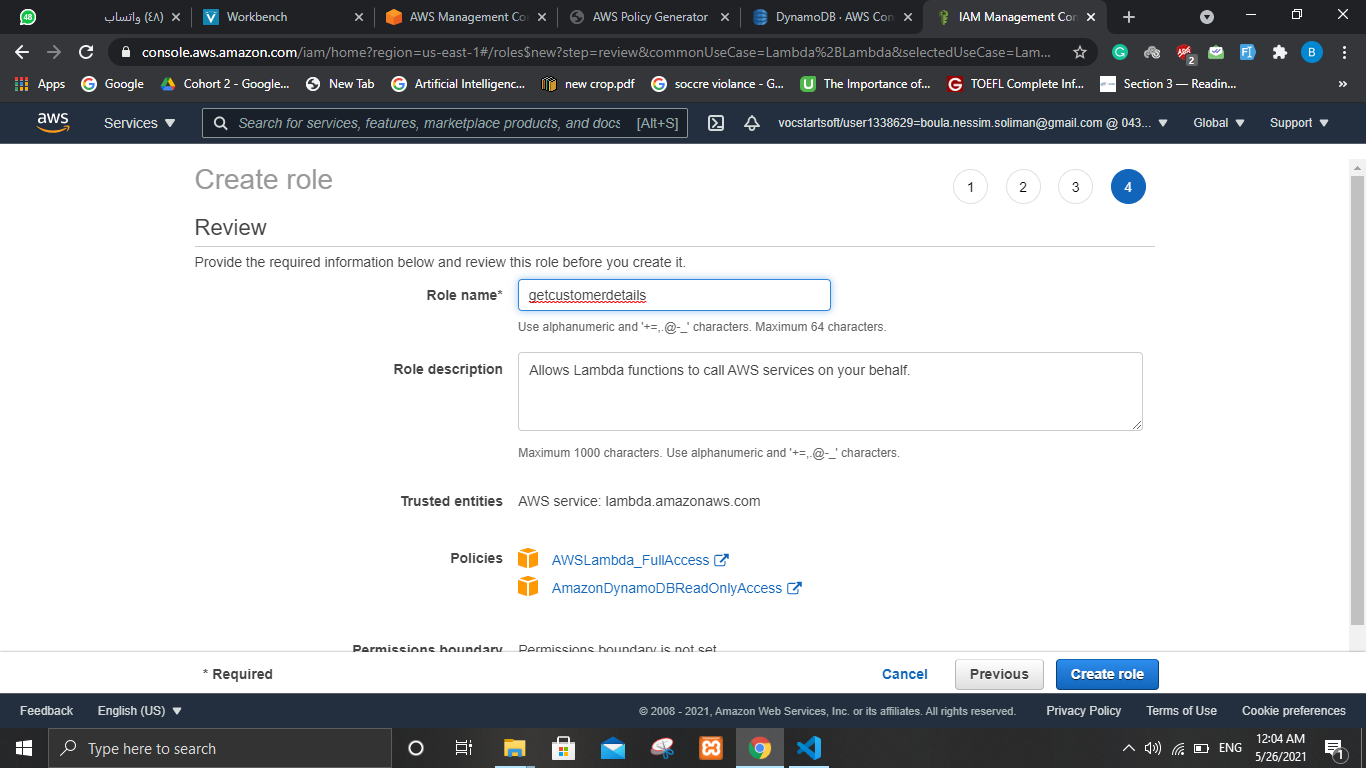 48
(٤٨) واتساب
Workbench
AWS Management Con
AWS Policy Generator
DynamoDB · AWS Con
IAM Management Con
console.aws.amazon.com/iam/home?region=us-east-1#/roles$new?step=review&commonUseCase=Lambda%2BLambda&selectedUseCase=Lam...
2
B
Apps
Google
Cohort 2 - Google...
New Tab
Artificial Intelligenc...
new crop.pdf
soccre violance - G...
The Importance of...
TOEFL Complete Inf...
Section 3 — Readin...
aws
Services
Search for services, features, marketplace products, and docs
[Alt+S]
vocstartsoft/user1338629=boula.nessim.soliman@gmail.com @ 043...
Global
Support
Create role
1
2
3
4
Review
Provide the required information below and review this role before you create it.
Role name*
getcustomerdetails
Use alphanumeric and '+=,.@-_' characters. Maximum 64 characters.
Role description
Allows Lambda functions to call AWS services on your behalf.
Maximum 1000 characters. Use alphanumeric and '+=,.@-_' characters.
Trusted entities
AWS service: lambda.amazonaws.com
Policies
AWSLambda_FullAccess
AmazonDynamoDBReadOnlyAccess
Permissions boundary
Permissions boundary is not set
* Required
Cancel
Previous
Create role
Feedback
English (US)
© 2008 - 2021, Amazon Web Services, Inc. or its affiliates. All rights reserved.
Privacy Policy
Terms of Use
Cookie preferences
Type here to search
ENG
12:04 AM
5/26/2021
1